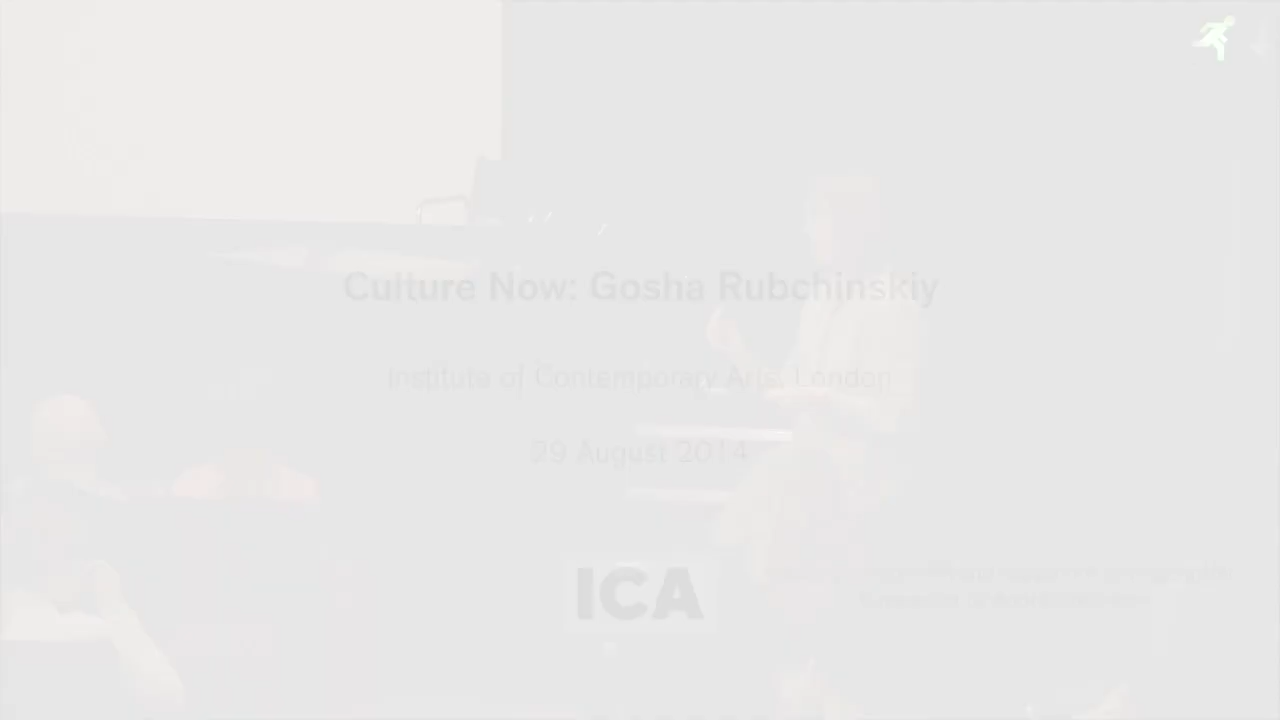 Culture Now: Gosha Rubchinskiy
Institute of Contemporary Arts, London
29 August 2014
ICA